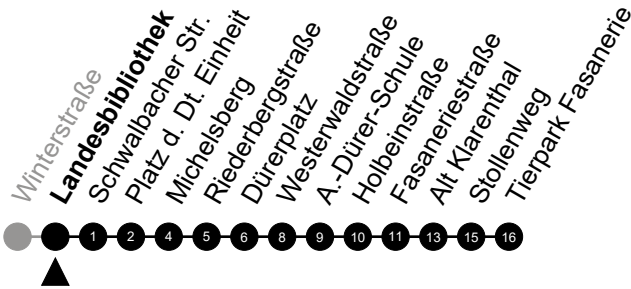 Winterstraße
Landesbibliothek
Schwalbacher Str.
Platz d. Dt. Einheit
Michelsberg
Riederbergstraße
Dürerplatz
Westerwaldstraße
A.-Dürer-Schule
Holbeinstraße
Fasaneriestraße
Alt Klarenthal
Stollenweg
Tierpark Fasanerie
1 2 4 5 6 8 9 10 11 13 15 16